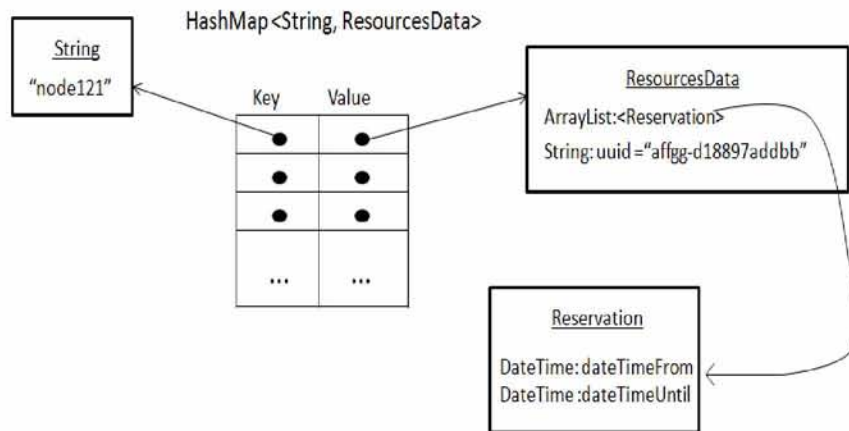 HashMap <String, ResourcesData>
String
"node121"
Key Value
... ...
ResourcesData
ArrayList:<Reservation>
String: uuid ="affgg-d18897addbb"
Reservation
DateTime: dateTimeFrom
DateTime :dateTimeUntil